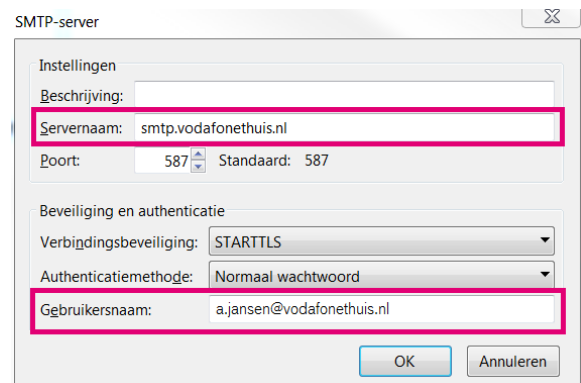 SMTP-server
Instellingen
Beschrijving:
Servernaam: smtp.vodafonethuis.nl
Poort: 587 Standaard: 587
Beveiliging en authenticatie
Verbindingsbeveiliging: STARTTLS
Authenticatiemethode: Normaal wachtwoord
Gebruikersnaam: a.jansen@vodafonethuis.nl
OK Annuleren